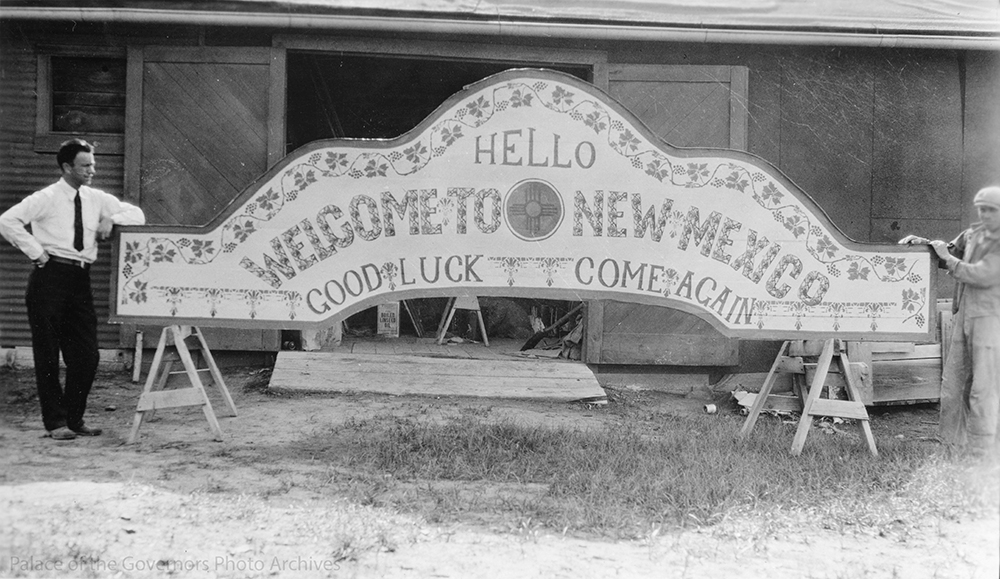 HELLO
WELCOME TO NEW MEXICO
GOOD LUCK COME AGAIN
Palace of the Governors Photo Archives